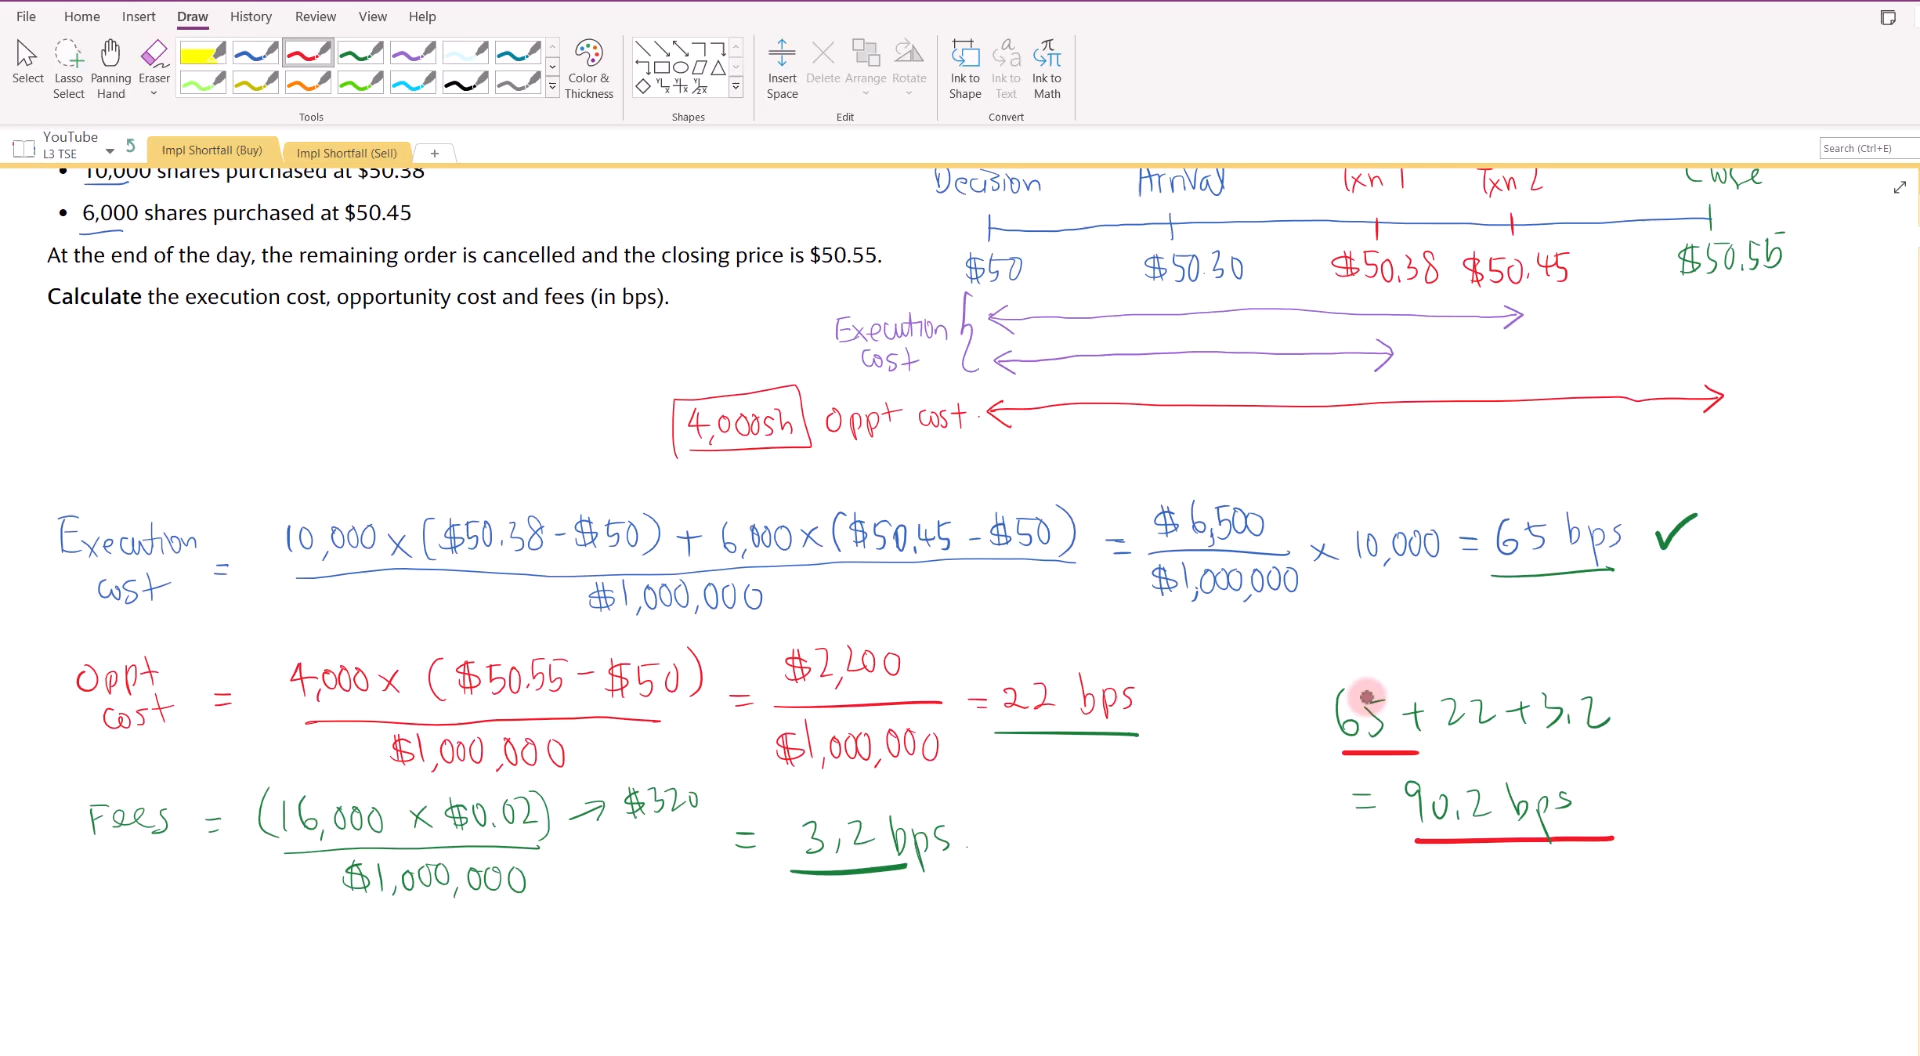 File Home Insert Draw History Review View Help
Select Lasso Select Panning Hand Eraser Color & Thickness Insert Space Delete Arrange Rotate Ink to Shape Ink to Text Ink to Math
Tools Shapes Edit Convert
YouTube
L3 TSE
Impl Shortfall (Buy) Impl Shortfall (Sell) + Search (Ctrl+E)
• 10,000 shares purchased at $50.38
• 6,000 shares purchased at $50.45
At the end of the day, the remaining order is cancelled and the closing price is $50.55.
Calculate the execution cost, opportunity cost and fees (in bps).
Decision Arrival Txn 1 Txn 2 Close
$50 $50.30 $50.38 $50.45 $50.55
Execution cost
4,000sh Oppt cost
Execution cost = 10,000 × ($50.38 - $50) + 6,000 × ($50.45 - $50) = $6,500 × 10,000 = 65 bps ✓
$1,000,000 $1,000,000
Oppt cost = 4,000 × ($50.55 - $50) = $2,200 = 22 bps
$1,000,000 $1,000,000
Fees = (16,000 × $0.02) → $320 = 3.2 bps
$1,000,000
65 + 22 + 3.2
= 90.2 bps